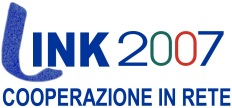 LINK 2007
COOPERAZIONE IN RETE